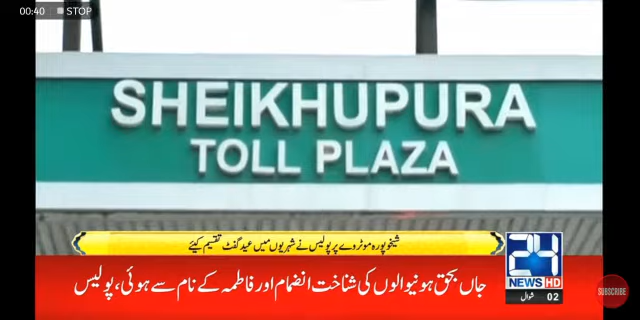 00:40 STOP
SHEIKHUPURA
TOLL PLAZA
شیخوپورہ موٹروے پر پولیس نے شہریوں میں عید گفٹ تقسیم کیئے
جاں بحق ہونیوالوں کی شناخت انضمام اور فاطمہ کے نام سے ہوئی، پولیس
24
NEWS HD
02 شوال
SUBSCRIBE